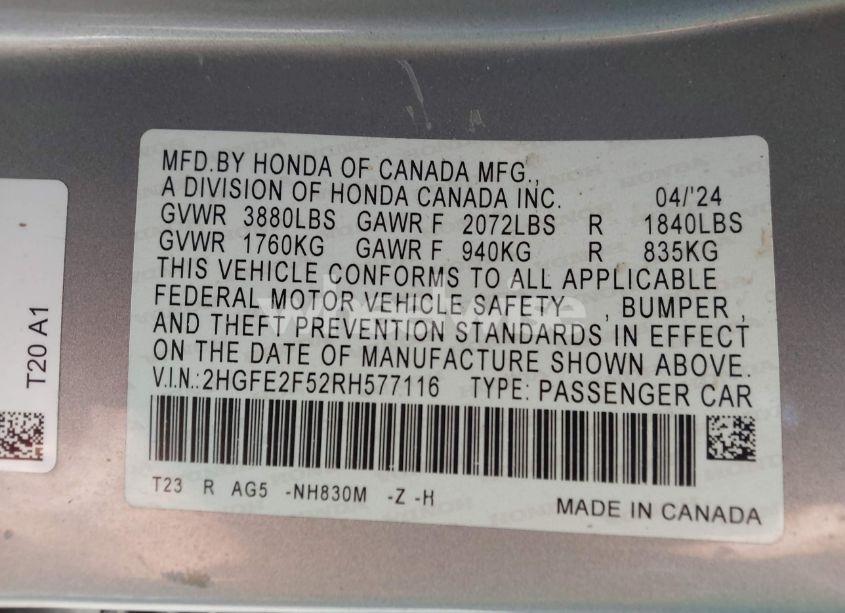 MFD.BY HONDA OF CANADA MFG.,
A DIVISION OF HONDA CANADA INC. 04/'24
GVWR 3880LBS GAWR F 2072LBS R 1840LBS
GVWR 1760KG GAWR F 940KG R 835KG
THIS VEHICLE CONFORMS TO ALL APPLICABLE
FEDERAL MOTOR VEHICLE SAFETY , BUMPER ,
AND THEFT PREVENTION STANDARDS IN EFFECT
ON THE DATE OF MANUFACTURE SHOWN ABOVE.
V.I.N.:2HGFE2F52RH577116 TYPE: PASSENGER CAR
T23 R AG5 -NH830M -Z -H
MADE IN CANADA
T20 A1